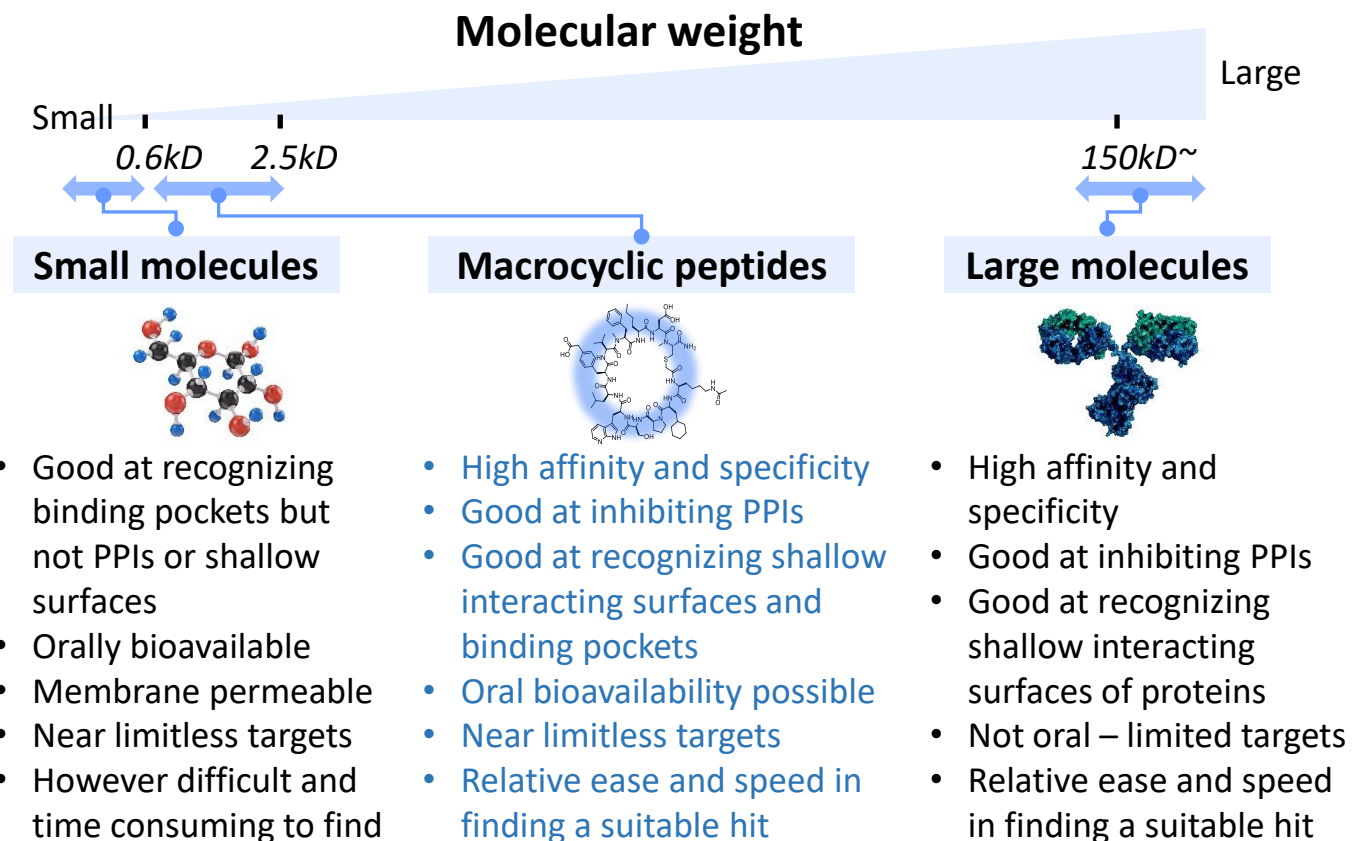 Molecular weight
Small
Large
0.6kD
2.5kD
150kD~
Small molecules
Macrocyclic peptides
Large molecules
• Good at recognizing
binding pockets but
not PPIs or shallow
surfaces
• Orally bioavailable
• Membrane permeable
• Near limitless targets
• However difficult and
time consuming to find
• High affinity and specificity
• Good at inhibiting PPIs
• Good at recognizing shallow
interacting surfaces and
binding pockets
• Oral bioavailability possible
• Near limitless targets
• Relative ease and speed in
finding a suitable hit
• High affinity and
specificity
• Good at inhibiting PPIs
• Good at recognizing
shallow interacting
surfaces of proteins
• Not oral – limited targets
• Relative ease and speed
in finding a suitable hit